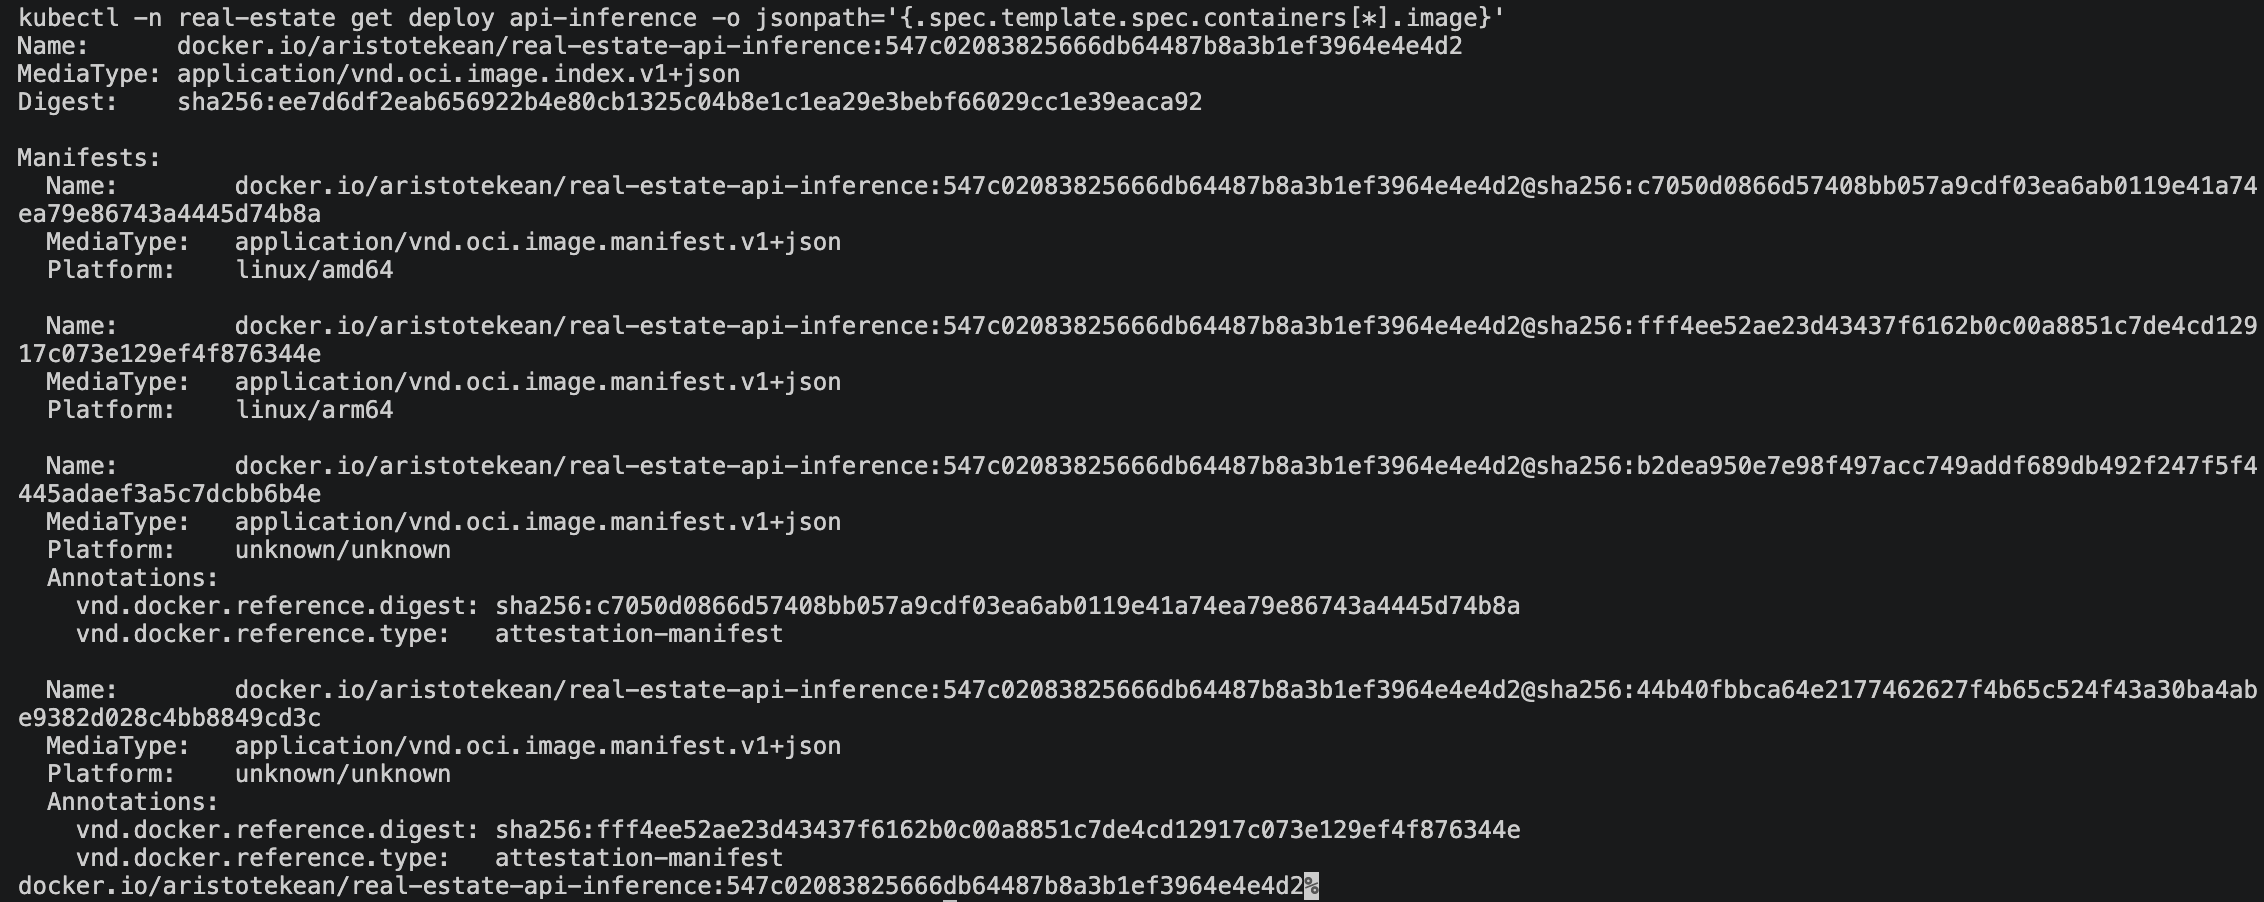 kubectl -n real-estate get deploy api-inference -o jsonpath='{.spec.template.spec.containers[*].image}'
Name:      docker.io/aristotekean/real-estate-api-inference:547c02083825666db64487b8a3b1ef3964e4e4d2
MediaType: application/vnd.oci.image.index.v1+json
Digest:    sha256:ee7d6df2eab656922b4e80cb1325c04b8e1c1ea29e3bebf66029cc1e39eaca92
Manifests:
  Name:        docker.io/aristotekean/real-estate-api-inference:547c02083825666db64487b8a3b1ef3964e4e4d2@sha256:c7050d0866d57408bb057a9cdf03ea6ab0119e41a74
ea79e86743a4445d74b8a
  MediaType:   application/vnd.oci.image.manifest.v1+json
  Platform:    linux/amd64
  Name:        docker.io/aristotekean/real-estate-api-inference:547c02083825666db64487b8a3b1ef3964e4e4d2@sha256:fff4ee52ae23d43437f6162b0c00a8851c7de4cd129
17c073e129ef4f876344e
  MediaType:   application/vnd.oci.image.manifest.v1+json
  Platform:    linux/arm64
  Name:        docker.io/aristotekean/real-estate-api-inference:547c02083825666db64487b8a3b1ef3964e4e4d2@sha256:b2dea950e7e98f497acc749addf689db492f247f5f4
445adaef3a5c7dcbb6b4e
  MediaType:   application/vnd.oci.image.manifest.v1+json
  Platform:    unknown/unknown
  Annotations:
    vnd.docker.reference.digest: sha256:c7050d0866d57408bb057a9cdf03ea6ab0119e41a74ea79e86743a4445d74b8a
    vnd.docker.reference.type:   attestation-manifest
  Name:        docker.io/aristotekean/real-estate-api-inference:547c02083825666db64487b8a3b1ef3964e4e4d2@sha256:44b40fbbca64e2177462627f4b65c524f43a30ba4ab
e9382d028c4bb8849cd3c
  MediaType:   application/vnd.oci.image.manifest.v1+json
  Platform:    unknown/unknown
  Annotations:
    vnd.docker.reference.digest: sha256:fff4ee52ae23d43437f6162b0c00a8851c7de4cd12917c073e129ef4f876344e
    vnd.docker.reference.type:   attestation-manifest
docker.io/aristotekean/real-estate-api-inference:547c02083825666db64487b8a3b1ef3964e4e4d2%